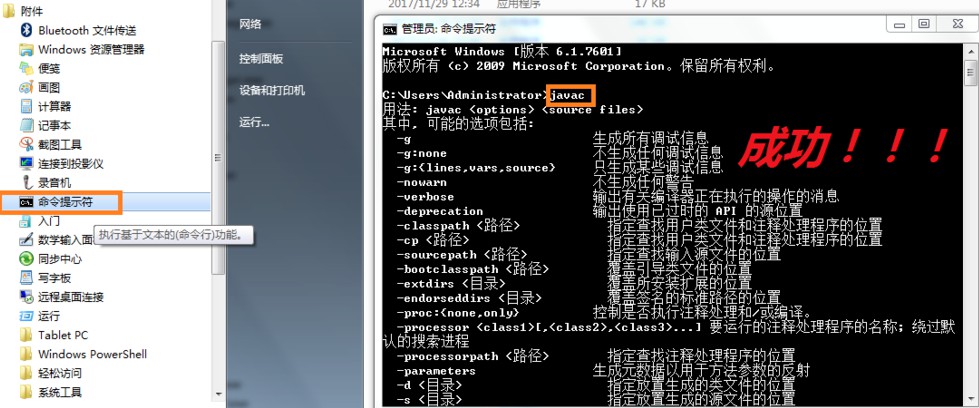 附件
Bluetooth 文件传送
Windows 资源管理器
便笺
画图
计算器
记事本
截图工具
连接到投影仪
录音机
命令提示符
入门
数学输入面
同步中心
写字板
远程桌面连接
运行
Tablet PC
Windows PowerShell
轻松访问
系统工具
执行基于文本的(命令行)功能。
网络
控制面板
设备和打印机
运行...
2017/11/29 12:34 应用程序 17 KB
管理员: 命令提示符
Microsoft Windows [版本 6.1.7601]
版权所有 (c) 2009 Microsoft Corporation。保留所有权利。
C:\Users\Administrator>javac
用法: javac <options> <source files>
其中, 可能的选项包括:
-g 生成所有调试信息
-g:none 不生成任何调试信息
-g:{lines,vars,source} 只生成某些调试信息
-nowarn 不生成任何警告
-verbose 输出有关编译器正在执行的操作的消息
-deprecation 输出使用已过时的 API 的源位置
-classpath <路径> 指定查找用户类文件和注释处理程序的位置
-cp <路径> 指定查找用户类文件和注释处理程序的位置
-sourcepath <路径> 指定查找输入源文件的位置
-bootclasspath <路径> 覆盖引导类文件的位置
-extdirs <目录> 覆盖所安装扩展的位置
-endorseddirs <目录> 覆盖签名的标准路径的位置
-proc:{none,only} 控制是否执行注释处理和/或编译。
-processor <class1>[,<class2>,<class3>...] 要运行的注释处理程序的名称; 绕过默
认的搜索进程
-processorpath <路径> 指定查找注释处理程序的位置
-parameters 生成元数据以用于方法参数的反射
-d <目录> 指定放置生成的类文件的位置
-s <目录> 指定放置生成的源文件的位置
成功！！！